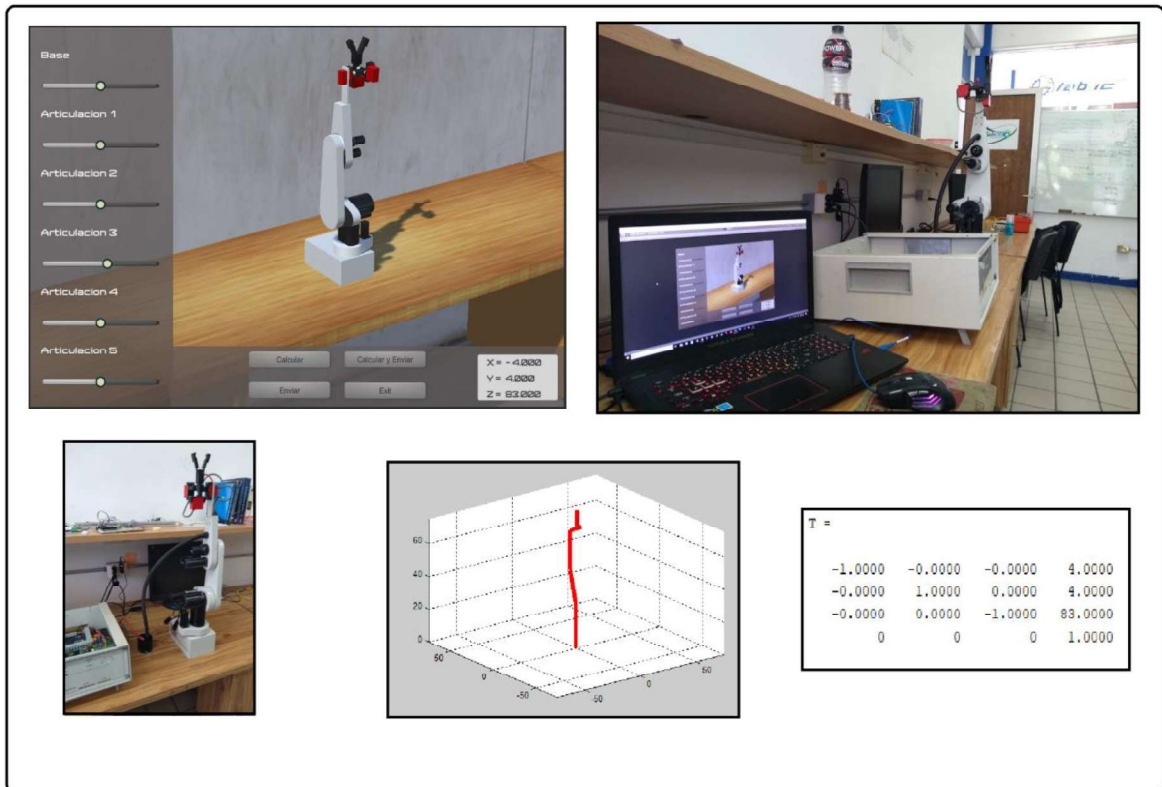 Base
Articulacion 1
Articulacion 2
Articulacion 3
Articulacion 4
Articulacion 5
Calcular
Calcular y Enviar
Enviar
Exit
X = - 4.000
Y = 4.000
Z = 83.000
POWER
60
40
20
0
50
0
-50
-50
0
50
T =
-1.0000 -0.0000 -0.0000 4.0000
-0.0000 1.0000 0.0000 4.0000
-0.0000 0.0000 -1.0000 83.0000
0 0 0 1.0000